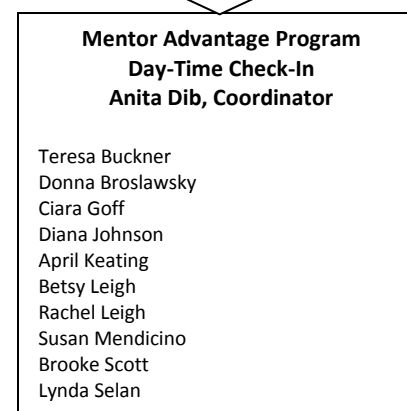 Mentor Advantage Program
Day-Time Check-In
Anita Dib, Coordinator
Teresa Buckner
Donna Broslawsky
Ciara Goff
Diana Johnson
April Keating
Betsy Leigh
Rachel Leigh
Susan Mendicino
Brooke Scott
Lynda Selan